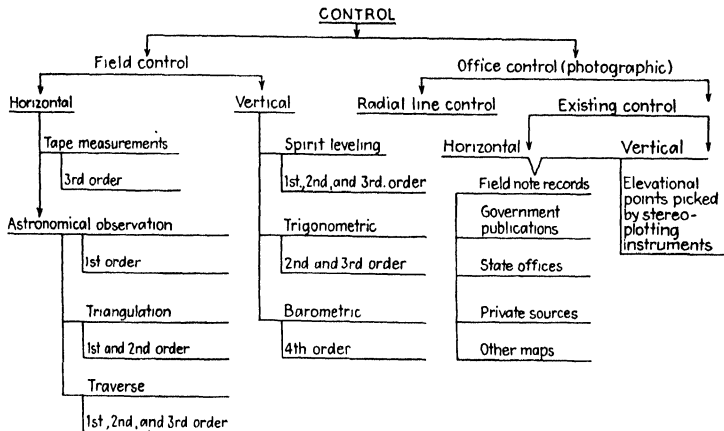 CONTROL
Field control
Office control (photographic)
Horizontal
Vertical
Radial line control
Existing control
Tape measurements
3rd order
Astronomical observation
1st order
Triangulation
1st and 2nd order
Traverse
1st, 2nd, and 3rd order
Spirit leveling
1st., 2nd, and 3rd. order
Trigonometric
2nd and 3rd order
Barometric
4th order
Horizontal
Vertical
Field note records
Government
publications
State offices
Private sources
Other maps
Elevational
points picked
by stereo-
plotting
instruments